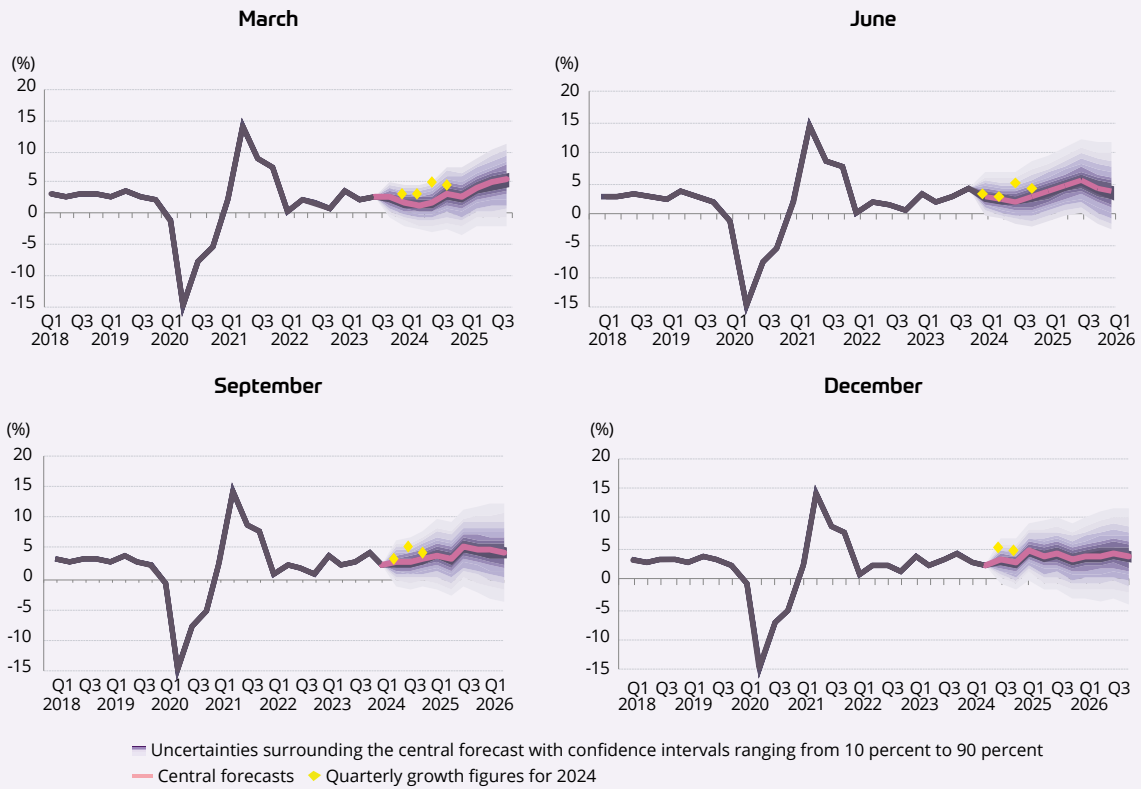 March
(%)
20
15
10
5
0
-5
-10
-15
Q1 Q3 Q1 Q3 Q1 Q3 Q1 Q3 Q1 Q3 Q1 Q3 Q1 Q3 Q1 Q3
2018 2019 2020 2021 2022 2023 2024 2025
June
(%)
20
15
10
5
0
-5
-10
-15
Q1 Q3 Q1 Q3 Q1 Q3 Q1 Q3 Q1 Q3 Q1 Q3 Q1 Q3 Q1 Q3 Q1
2018 2019 2020 2021 2022 2023 2024 2025 2026
September
(%)
20
15
10
5
0
-5
-10
-15
Q1 Q3 Q1 Q3 Q1 Q3 Q1 Q3 Q1 Q3 Q1 Q3 Q1 Q3 Q1 Q3 Q1
2018 2019 2020 2021 2022 2023 2024 2025 2026
December
(%)
20
15
10
5
0
-5
-10
-15
Q1 Q3 Q1 Q3 Q1 Q3 Q1 Q3 Q1 Q3 Q1 Q3 Q1 Q3 Q1 Q3 Q1 Q3
2018 2019 2020 2021 2022 2023 2024 2025 2026
Uncertainties surrounding the central forecast with confidence intervals ranging from 10 percent to 90 percent
Central forecasts Quarterly growth figures for 2024